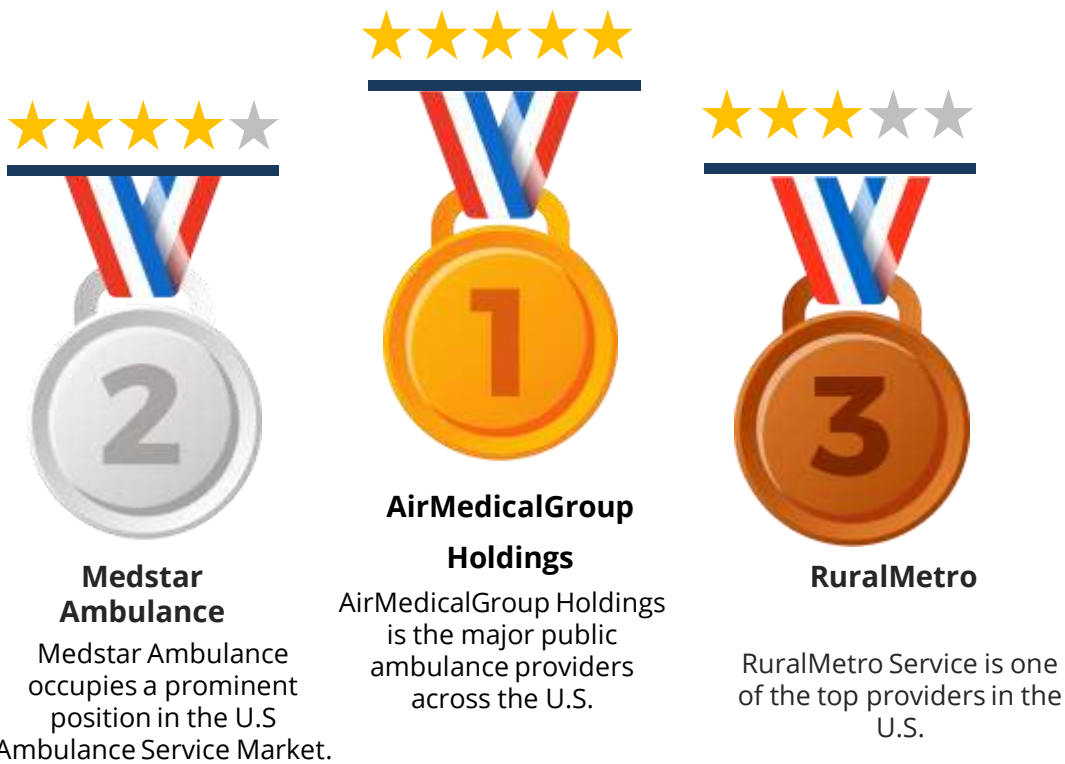 2
Medstar
Ambulance
Medstar Ambulance
occupies a prominent
position in the U.S
Ambulance Service Market.
1
AirMedicalGroup
Holdings
AirMedicalGroup Holdings
is the major public
ambulance providers
across the U.S.
3
RuralMetro
RuralMetro Service is one
of the top providers in the
U.S.